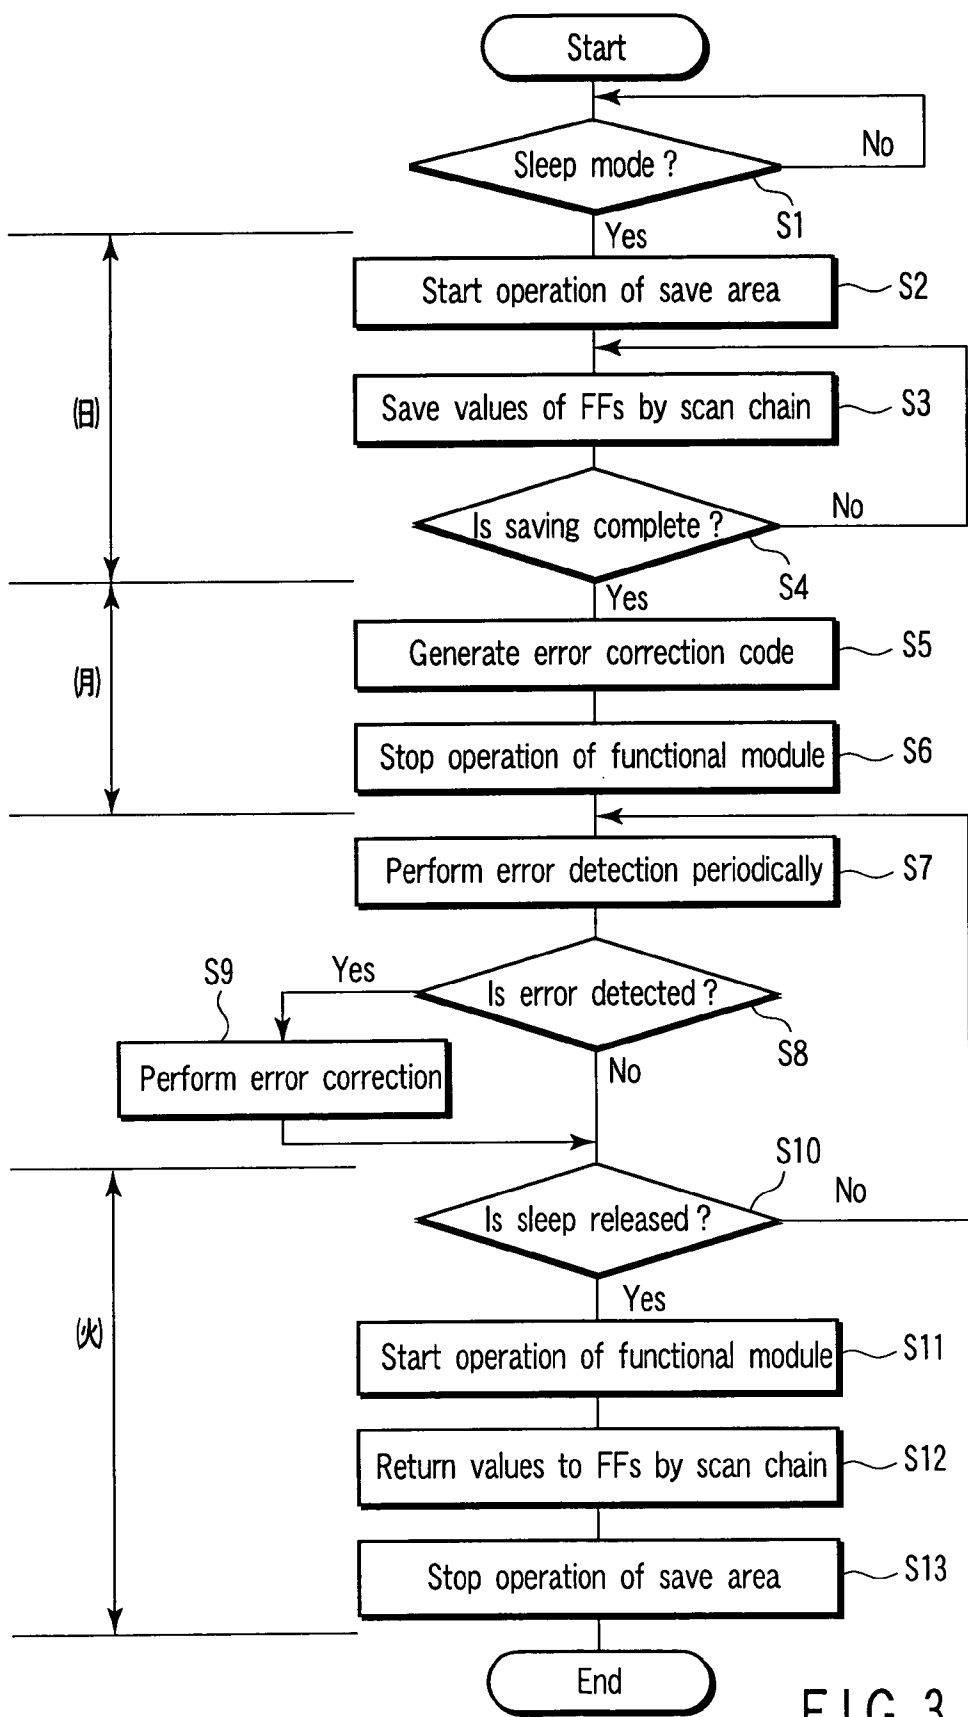 Start
No
Sleep mode ?
S1
Yes
Start operation of save area
S2
Save values of FFs by scan chain
S3
(日)
Is saving complete ?
No
S4
Yes
Generate error correction code
S5
(月)
Stop operation of functional module
S6
Perform error detection periodically
S7
S9
Yes
Is error detected ?
S8
No
Perform error correction
S10
Is sleep released ?
No
Yes
(火)
Start operation of functional module
S11
Return values to FFs by scan chain
S12
Stop operation of save area
S13
End
FIG. 3